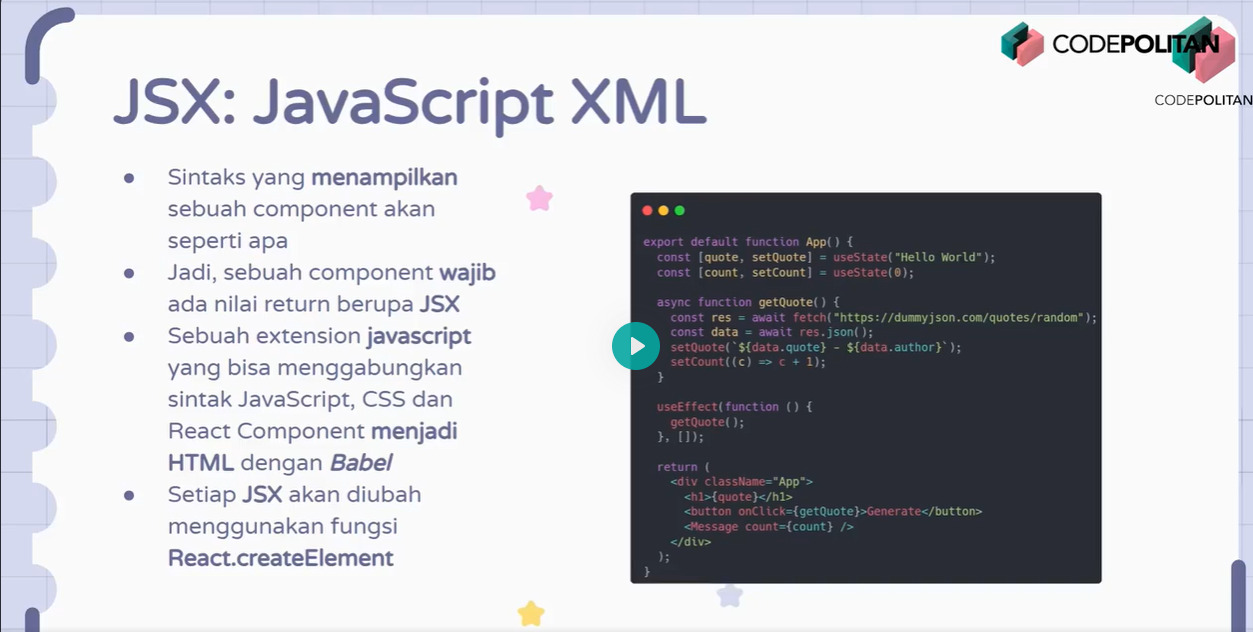 CODEPOLITAN
CODEPOLITAN
JSX: JavaScript XML
● Sintaks yang menampilkan
sebuah component akan
seperti apa
● Jadi, sebuah component wajib
ada nilai return berupa JSX
● Sebuah extension javascript
yang bisa menggabungkan
sintak JavaScript, CSS dan
React Component menjadi
HTML dengan Babel
● Setiap JSX akan diubah
menggunakan fungsi
React.createElement
export default function App() {
  const [quote, setQuote] = useState("Hello World");
  const [count, setCount] = useState(0);

  async function getQuote() {
    const res = await fetch("https://dummyjson.com/quotes/random");
    const data = await res.json();
    setQuote(`${data.quote} - ${data.author}`);
    setCount((c) => c + 1);
  }

  useEffect(function () {
    getQuote();
  }, []);

  return (
    <div className="App">
      <h1>{quote}</h1>
      <button onClick={getQuote}>Generate</button>
      <Message count={count} />
    </div>
  );
}